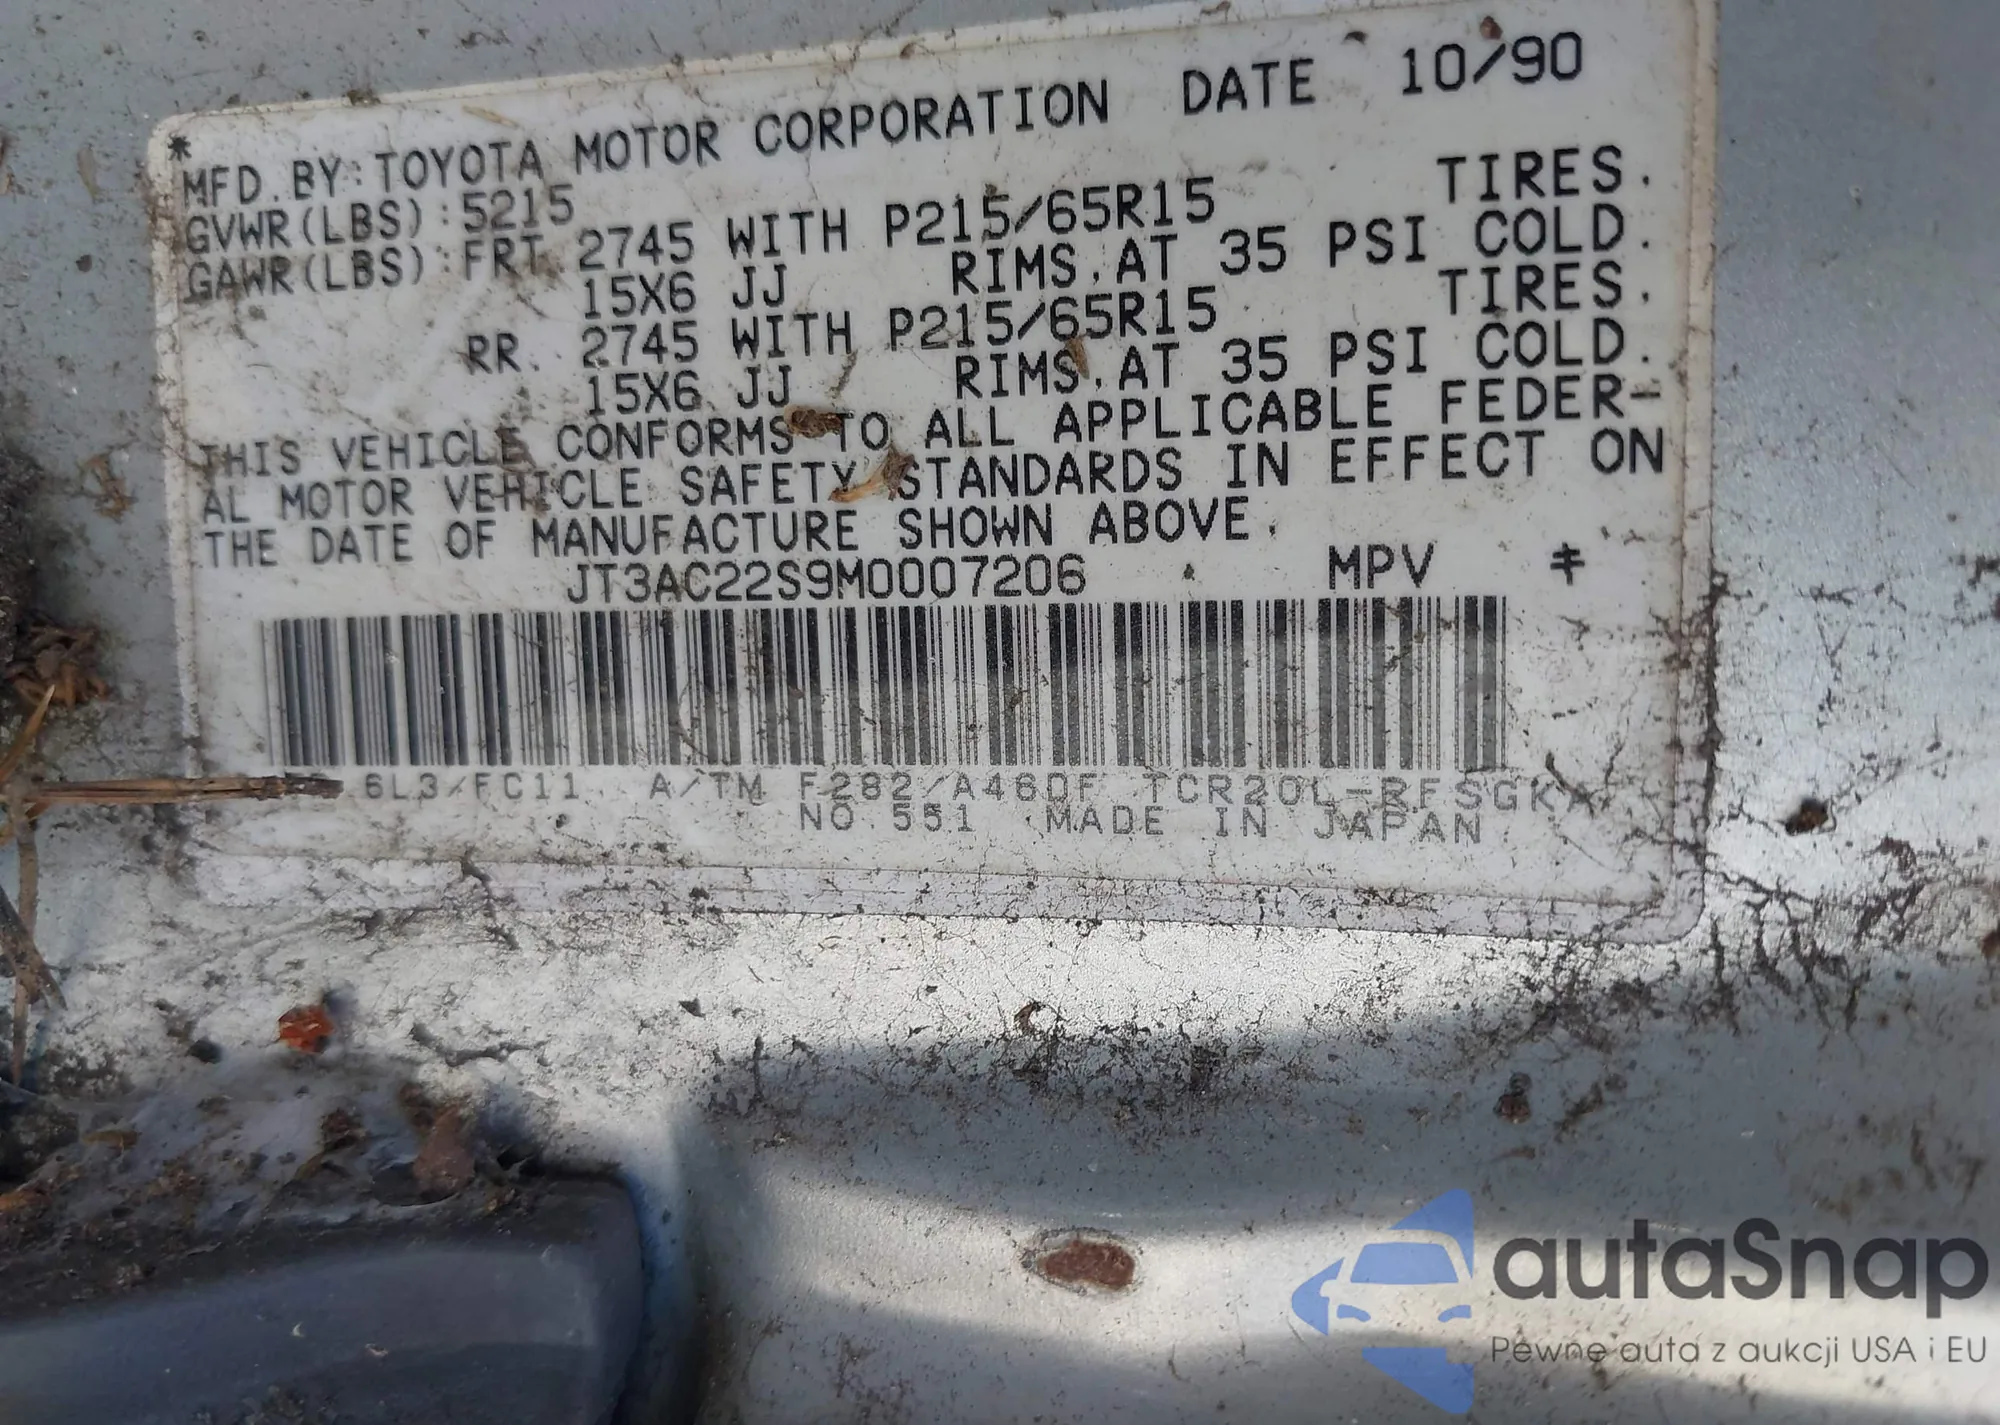 *
MFD. BY: TOYOTA MOTOR CORPORATION DATE 10/90
GVWR(LBS): 5215
GAWR(LBS): FRT. 2745 WITH P215/65R15 TIRES.
15X6 JJ RIMS. AT 35 PSI COLD.
RR. 2745 WITH P215/65R15 TIRES.
15X6 JJ RIMS. AT 35 PSI COLD.
THIS VEHICLE CONFORMS TO ALL APPLICABLE FEDER-
AL MOTOR VEHICLE SAFETY STANDARDS IN EFFECT ON
THE DATE OF MANUFACTURE SHOWN ABOVE.
JT3AC22S9M0007206 MPV
6L3/FC11 A/TM F282/A460F TCR20L-RFSGKA
NO.551 MADE IN JAPAN
autaSnap
Pewne auta z aukcji USA i EU